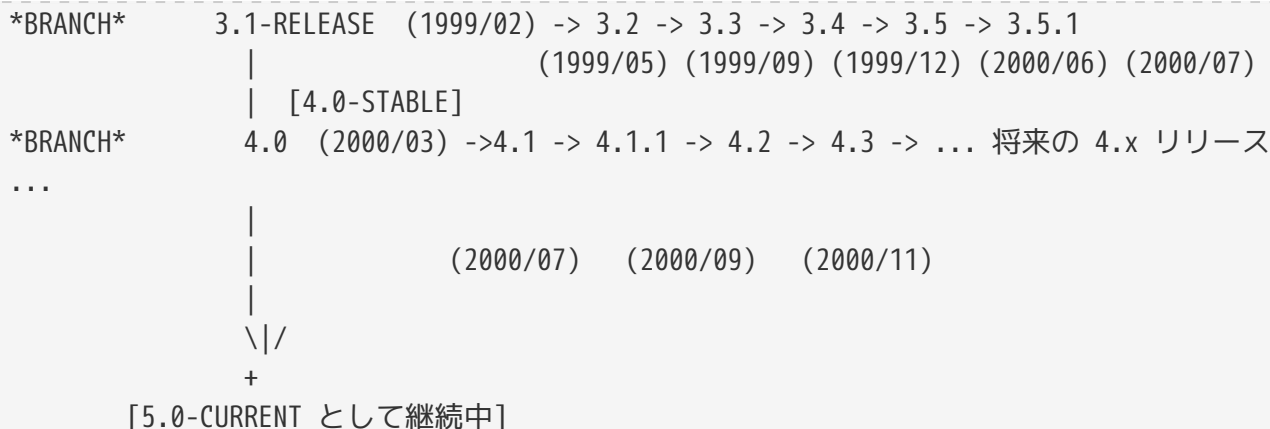 *BRANCH*     3.1-RELEASE  (1999/02) -> 3.2 -> 3.3 -> 3.4 -> 3.5 -> 3.5.1
             |                (1999/05) (1999/09) (1999/12) (2000/06) (2000/07)
             |  [4.0-STABLE]
*BRANCH*       4.0  (2000/03) ->4.1 -> 4.1.1 -> 4.2 -> 4.3 -> ... 将来の 4.x リリース
...
             |
             |           (2000/07)  (2000/09)  (2000/11)
             |
            \|/
             +
      [5.0-CURRENT として継続中]